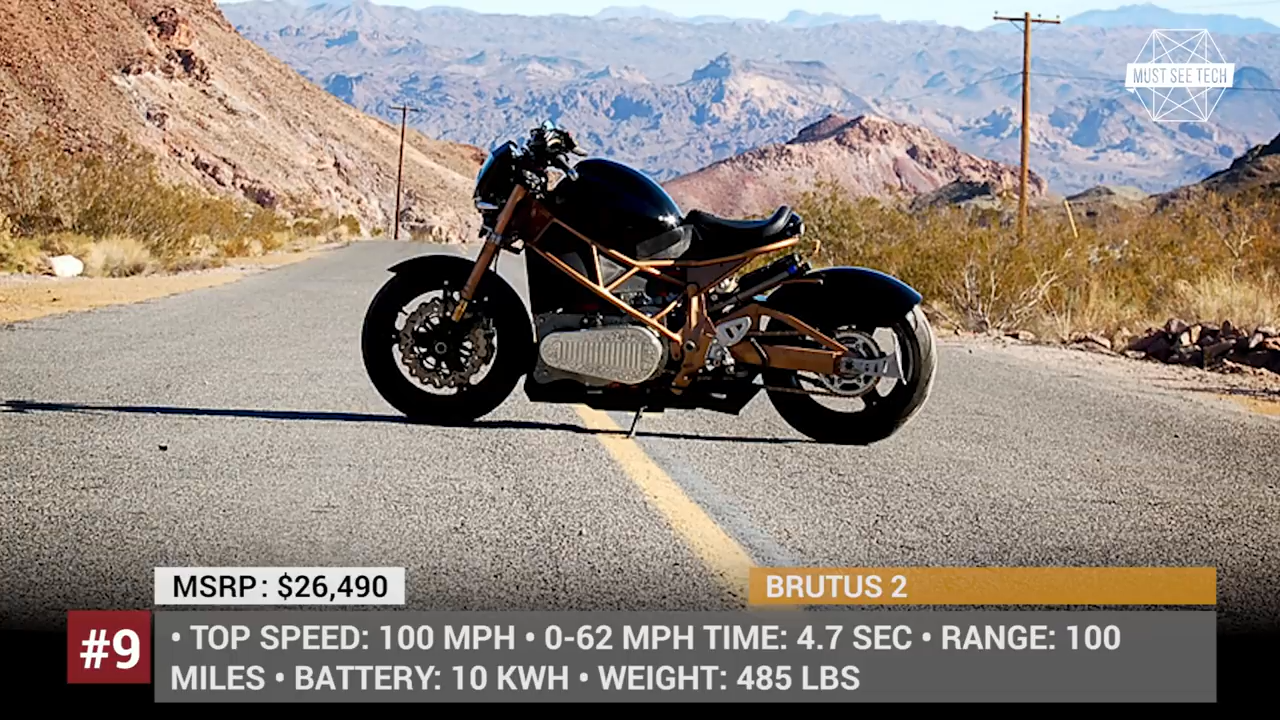 MUST SEE TECH
MSRP: $26,490
BRUTUS 2
#9
• TOP SPEED: 100 MPH • 0-62 MPH TIME: 4.7 SEC • RANGE: 100
MILES • BATTERY: 10 KWH • WEIGHT: 485 LBS